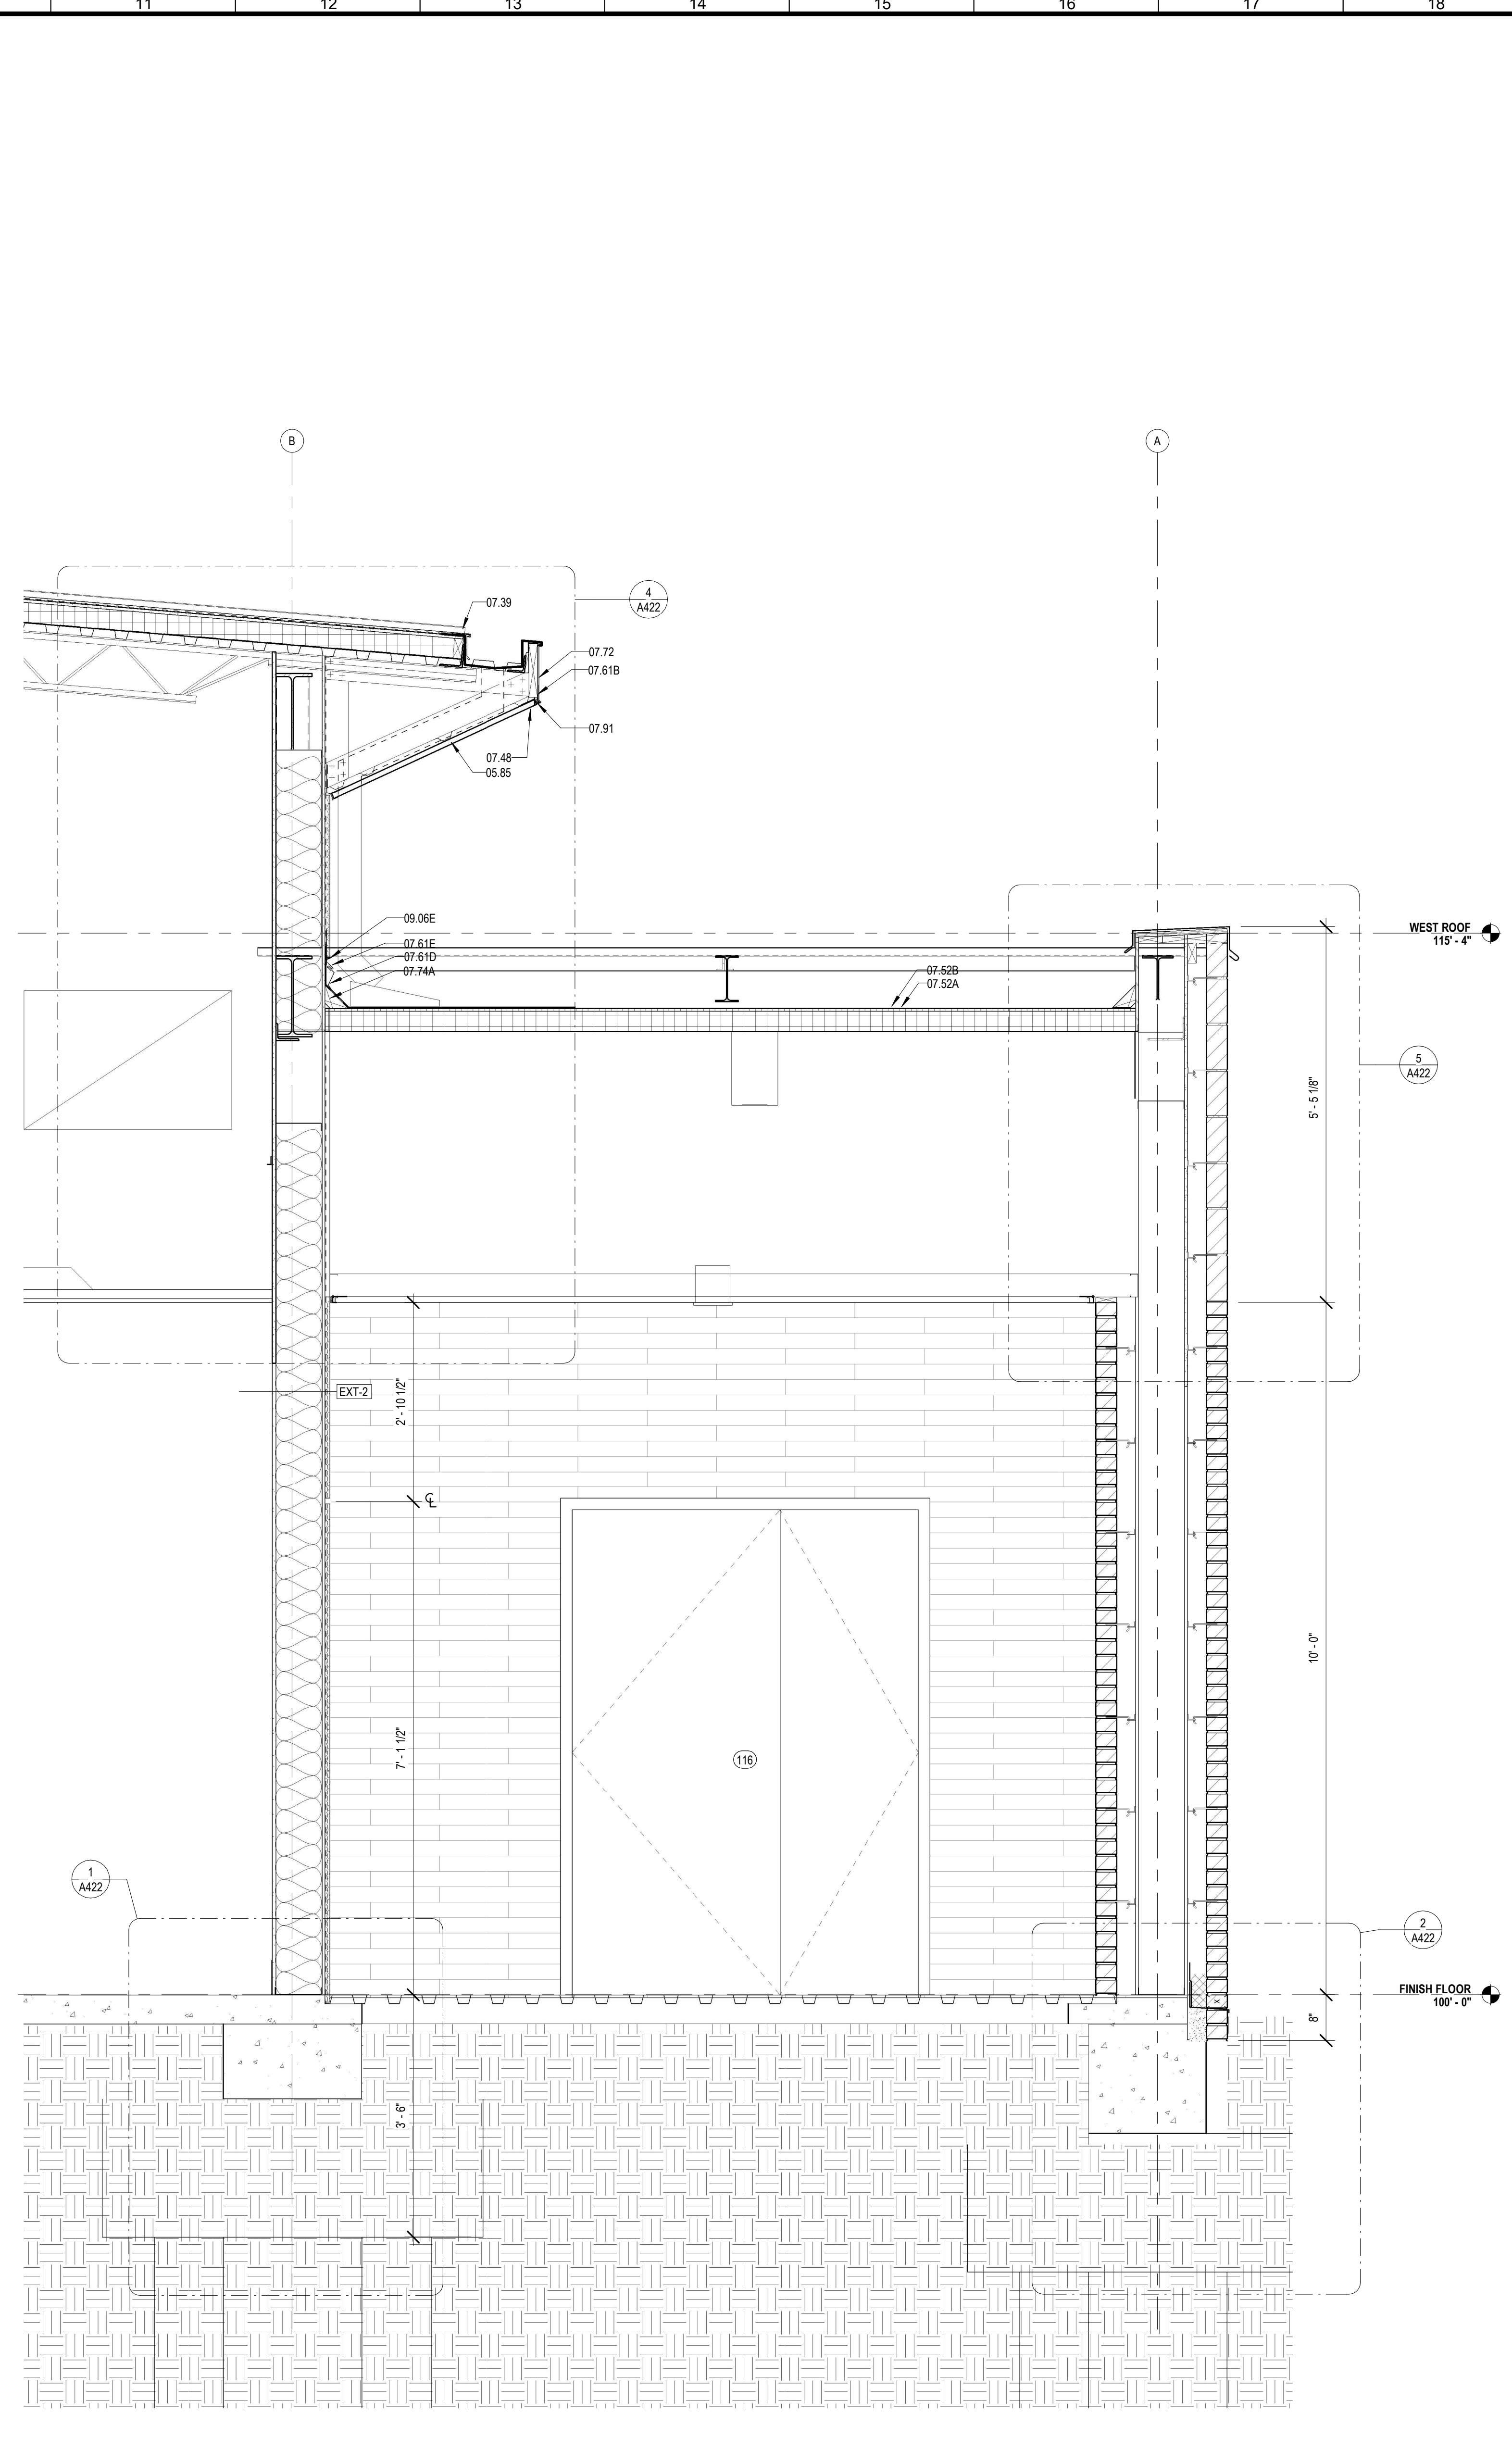 11 12 13 14 15 16 17 18
B A
07.39
4
A422
07.72
07.61B
07.91
07.48
05.85
09.06E
07.61E
07.61D
07.74A
07.52B
07.52A
WEST ROOF
115' - 4"
5
A422
5' - 5 1/8"
EXT-2
2' - 10 1/2"
CL
10' - 0"
7' - 1 1/2"
116
1
A422
2
A422
FINISH FLOOR
100' - 0"
8"
3' - 6"